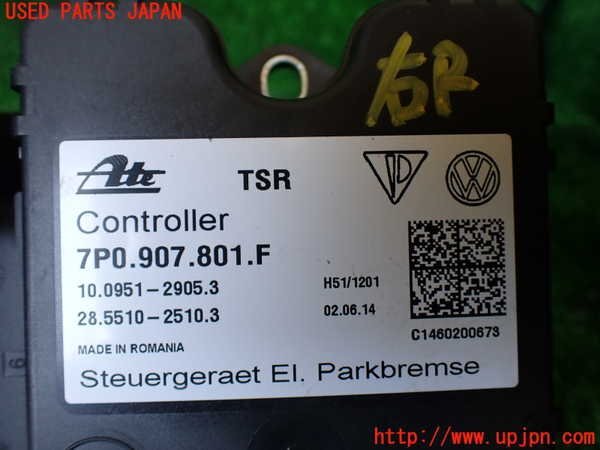 USED PARTS JAPAN
右R
Ate
TSR
Controller
7P0.907.801.F
10.0951-2905.3
H51/1201
28.5510-2510.3
02.06.14
C1460200673
MADE IN ROMANIA
Steuergeraet El. Parkbremse
http://www.upjpn.com/